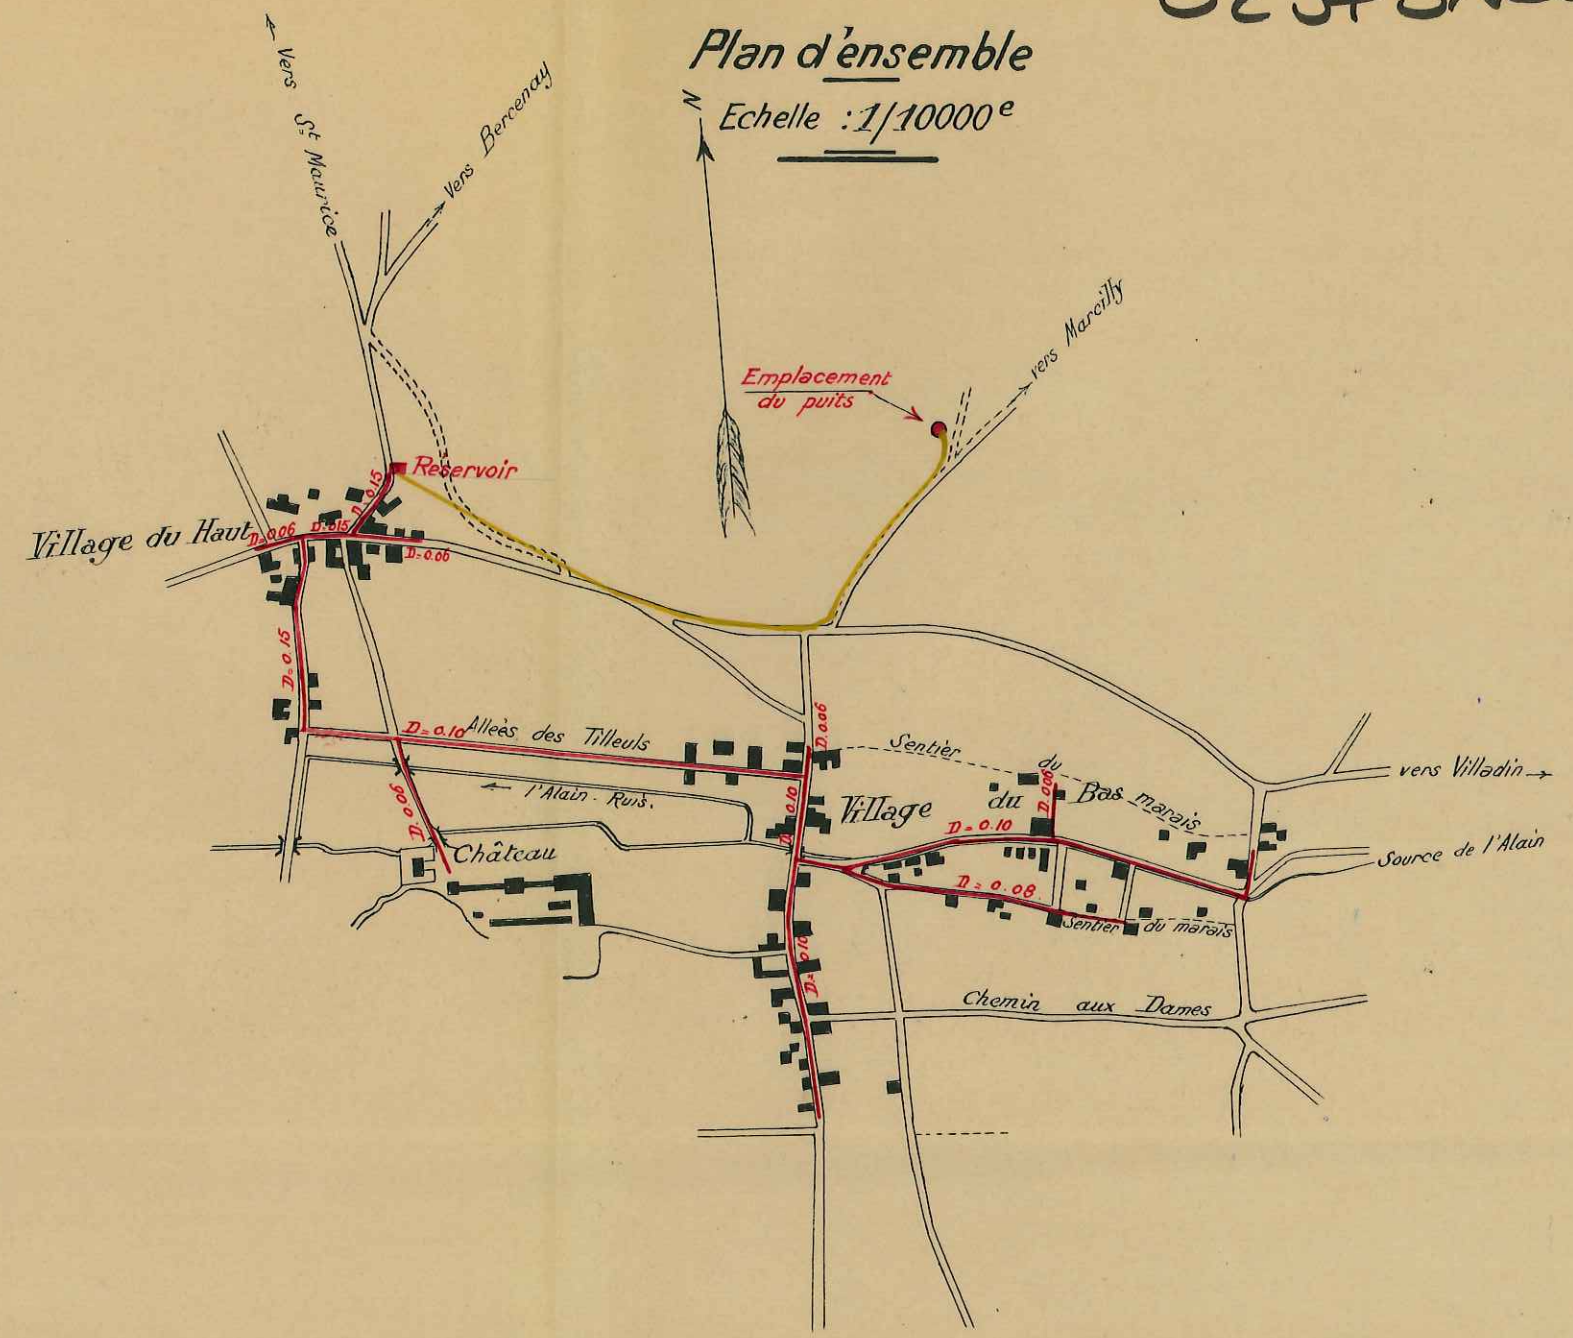 Plan d'ensemble
Echelle : 1/10000e
N
Vers St Maurice
Vers Bercenay
vers Marcilly
Emplacement
du puits
Reservoir
D=0.15
Village du Haut
D=0.06
D=0.15
D=0.06
D=0.15
D=0.10
Alleès des Tilleuls
D.0.06
Sentier du Bas marais
D.006
vers Villadin
l'Alain. Ruis.
D.0.06
D.0.10
Village du
D=0.10
Château
Source de l'Alain
D=0.08
Sentier du marais
D=0.10
Chemin aux Dames